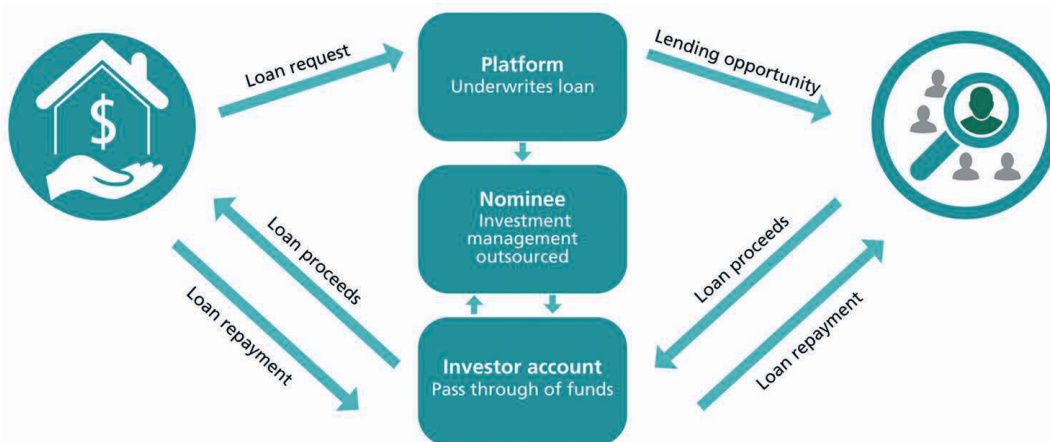 Loan request
Platform
Underwrites loan
Lending opportunity
$
Nominee
Investment
management
outsourced
Loan proceeds
Loan repayment
Loan proceeds
Loan repayment
Investor account
Pass through of funds